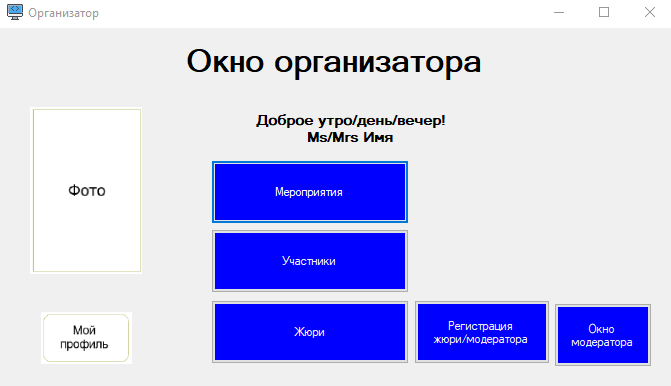 Организатор
Окно организатора
Доброе утро/день/вечер!
Ms/Mrs Имя
Фото
Мероприятия
Участники
Мой
профиль
Жюри
Регистрация
жюри/модератора
Окно
модератора